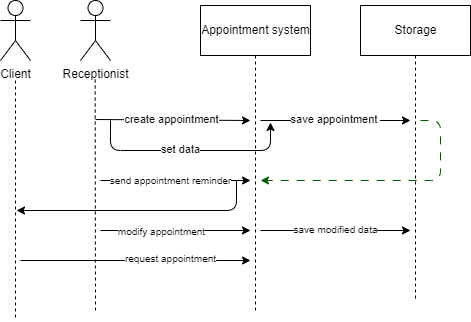 Appointment system
Storage
Client
Receptionist
create appointment
save appointment
set data
send appointment reminder
modify appointment
save modified data
request appointment